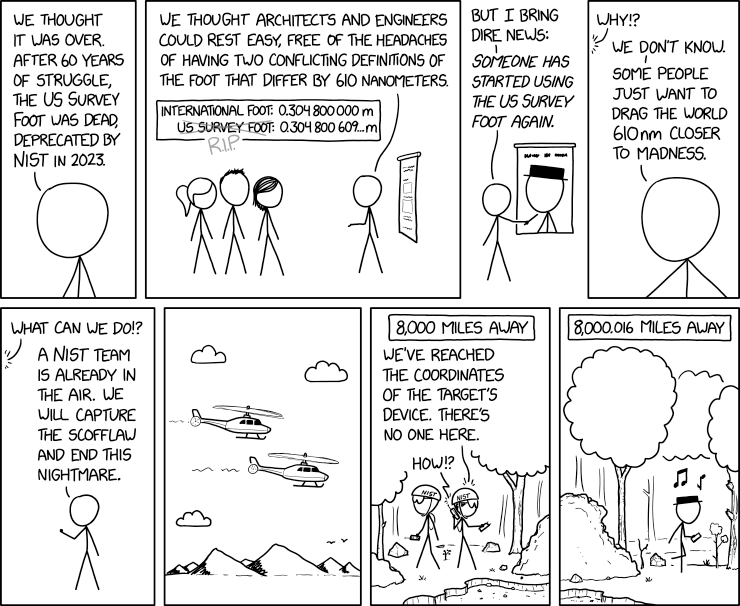 WE THOUGHT
IT WAS OVER.
AFTER 60 YEARS
OF STRUGGLE,
THE US SURVEY
FOOT WAS DEAD,
DEPRECATED BY
NIST IN 2023.
WE THOUGHT ARCHITECTS AND ENGINEERS
COULD REST EASY, FREE OF THE HEADACHES
OF HAVING TWO CONFLICTING DEFINITIONS OF
THE FOOT THAT DIFFER BY 610 NANOMETERS.
INTERNATIONAL FOOT: 0.304 800 000 m
US SURVEY FOOT: 0.304 800 609... m
R.I.P.
BUT I BRING
DIRE NEWS:
SOMEONE HAS
STARTED USING
THE US SURVEY
FOOT AGAIN.
WHY!?
WE DON'T KNOW.
SOME PEOPLE
JUST WANT TO
DRAG THE WORLD
610nm CLOSER
TO MADNESS.
WHAT CAN WE DO!?
A NIST TEAM
IS ALREADY IN
THE AIR. WE
WILL CAPTURE
THE SCOFFLAW
AND END THIS
NIGHTMARE.
8,000 MILES AWAY
WE'VE REACHED
THE COORDINATES
OF THE TARGET'S
DEVICE. THERE'S
NO ONE HERE.
HOW!?
NIST
NIST
8,000.016 MILES AWAY